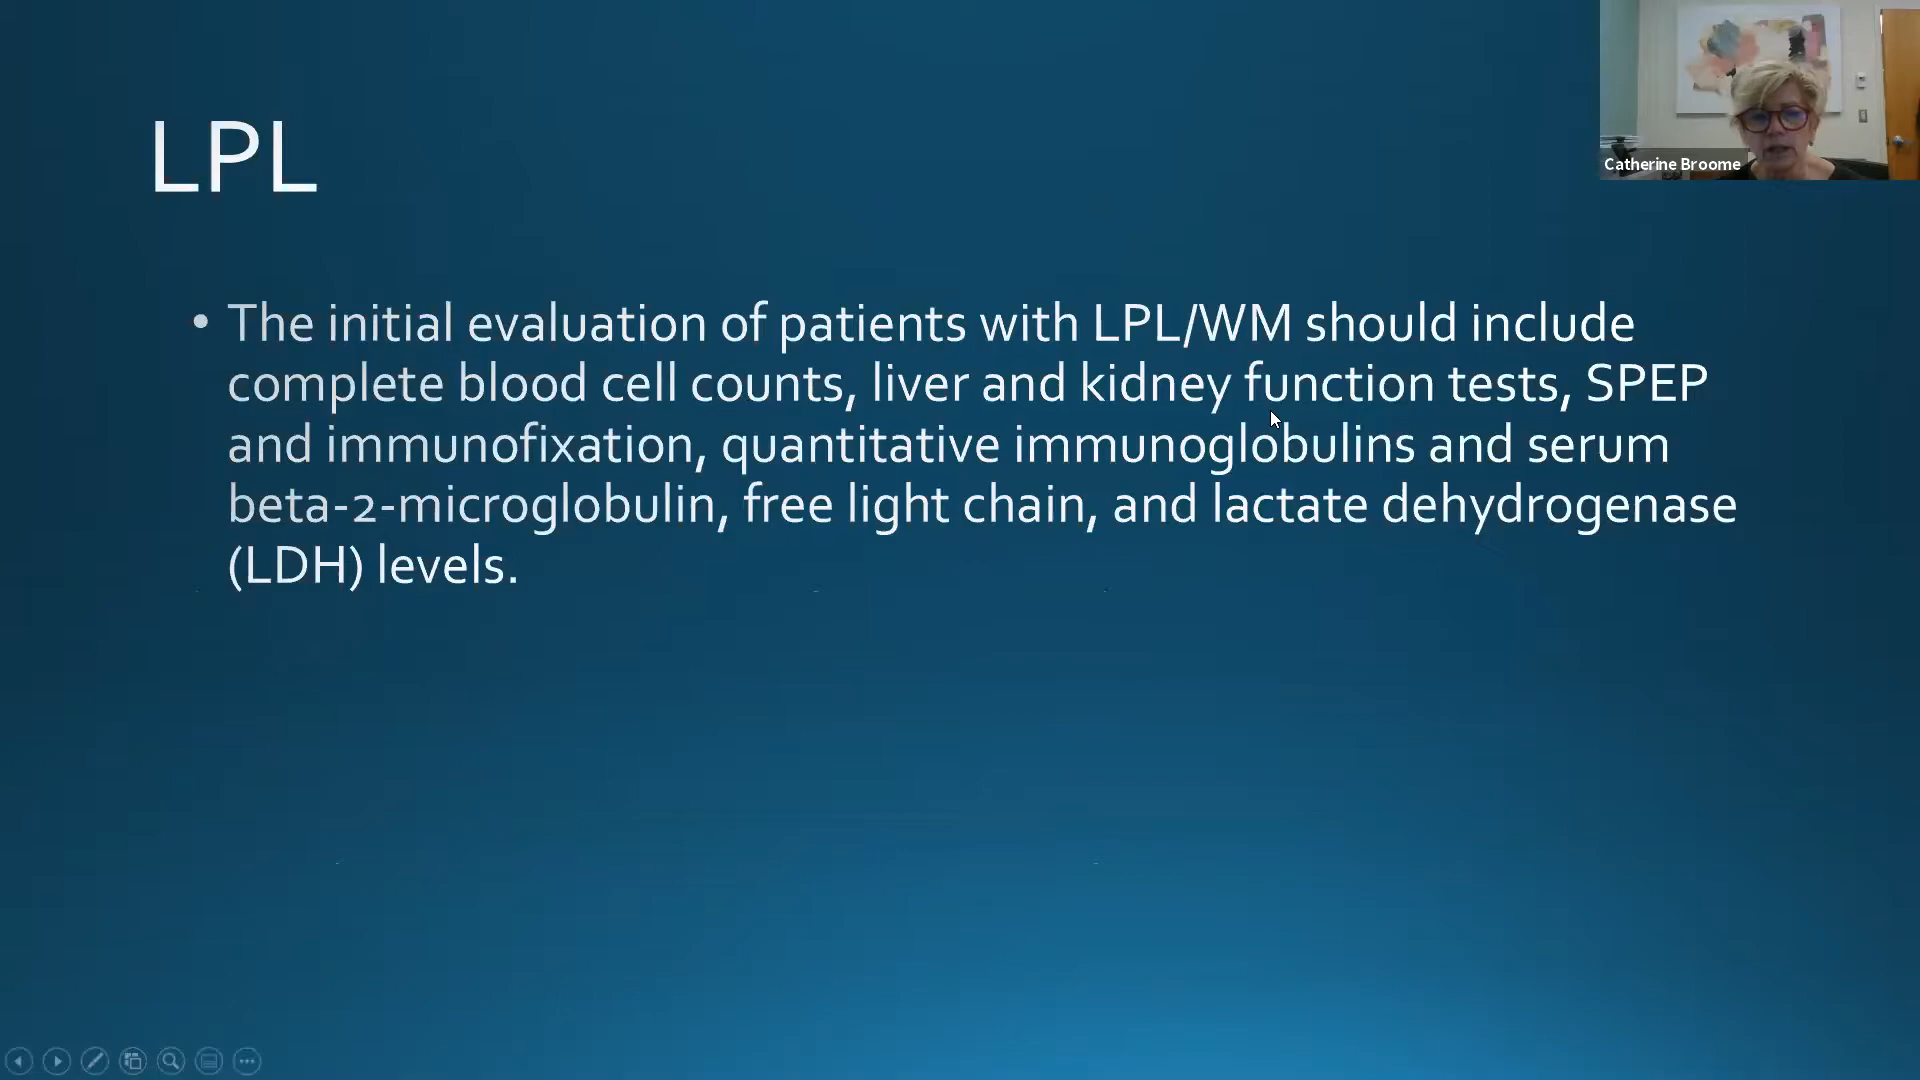 LPL
Catherine Broome
• The initial evaluation of patients with LPL/WM should include
complete blood cell counts, liver and kidney function tests, SPEP
and immunofixation, quantitative immunoglobulins and serum
beta-2-microglobulin, free light chain, and lactate dehydrogenase
(LDH) levels.